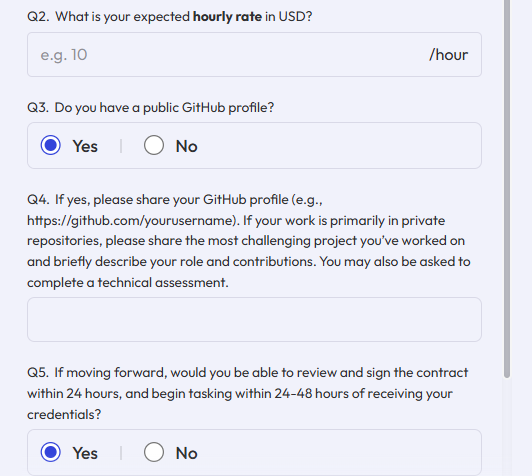 Q2. What is your expected hourly rate in USD?
e.g. 10 /hour
Q3. Do you have a public GitHub profile?
Yes | No
Q4. If yes, please share your GitHub profile (e.g.,
https://github.com/yourusername). If your work is primarily in private
repositories, please share the most challenging project you've worked on
and briefly describe your role and contributions. You may also be asked to
complete a technical assessment.
Q5. If moving forward, would you be able to review and sign the contract
within 24 hours, and begin tasking within 24-48 hours of receiving your
credentials?
Yes | No